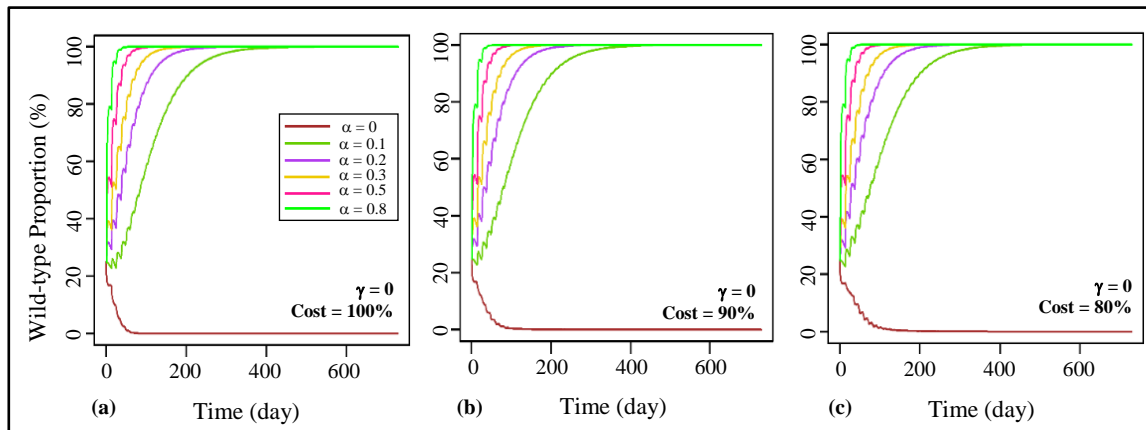 Wild-type Proportion (%)
0 20 40 60 80 100
α = 0
α = 0.1
α = 0.2
α = 0.3
α = 0.5
α = 0.8
γ = 0
Cost = 100%
0 200 400 600
(a) Time (day)
0 20 40 60 80 100
γ = 0
Cost = 90%
0 200 400 600
(b) Time (day)
0 20 40 60 80 100
γ = 0
Cost = 80%
0 200 400 600
(c) Time (day)